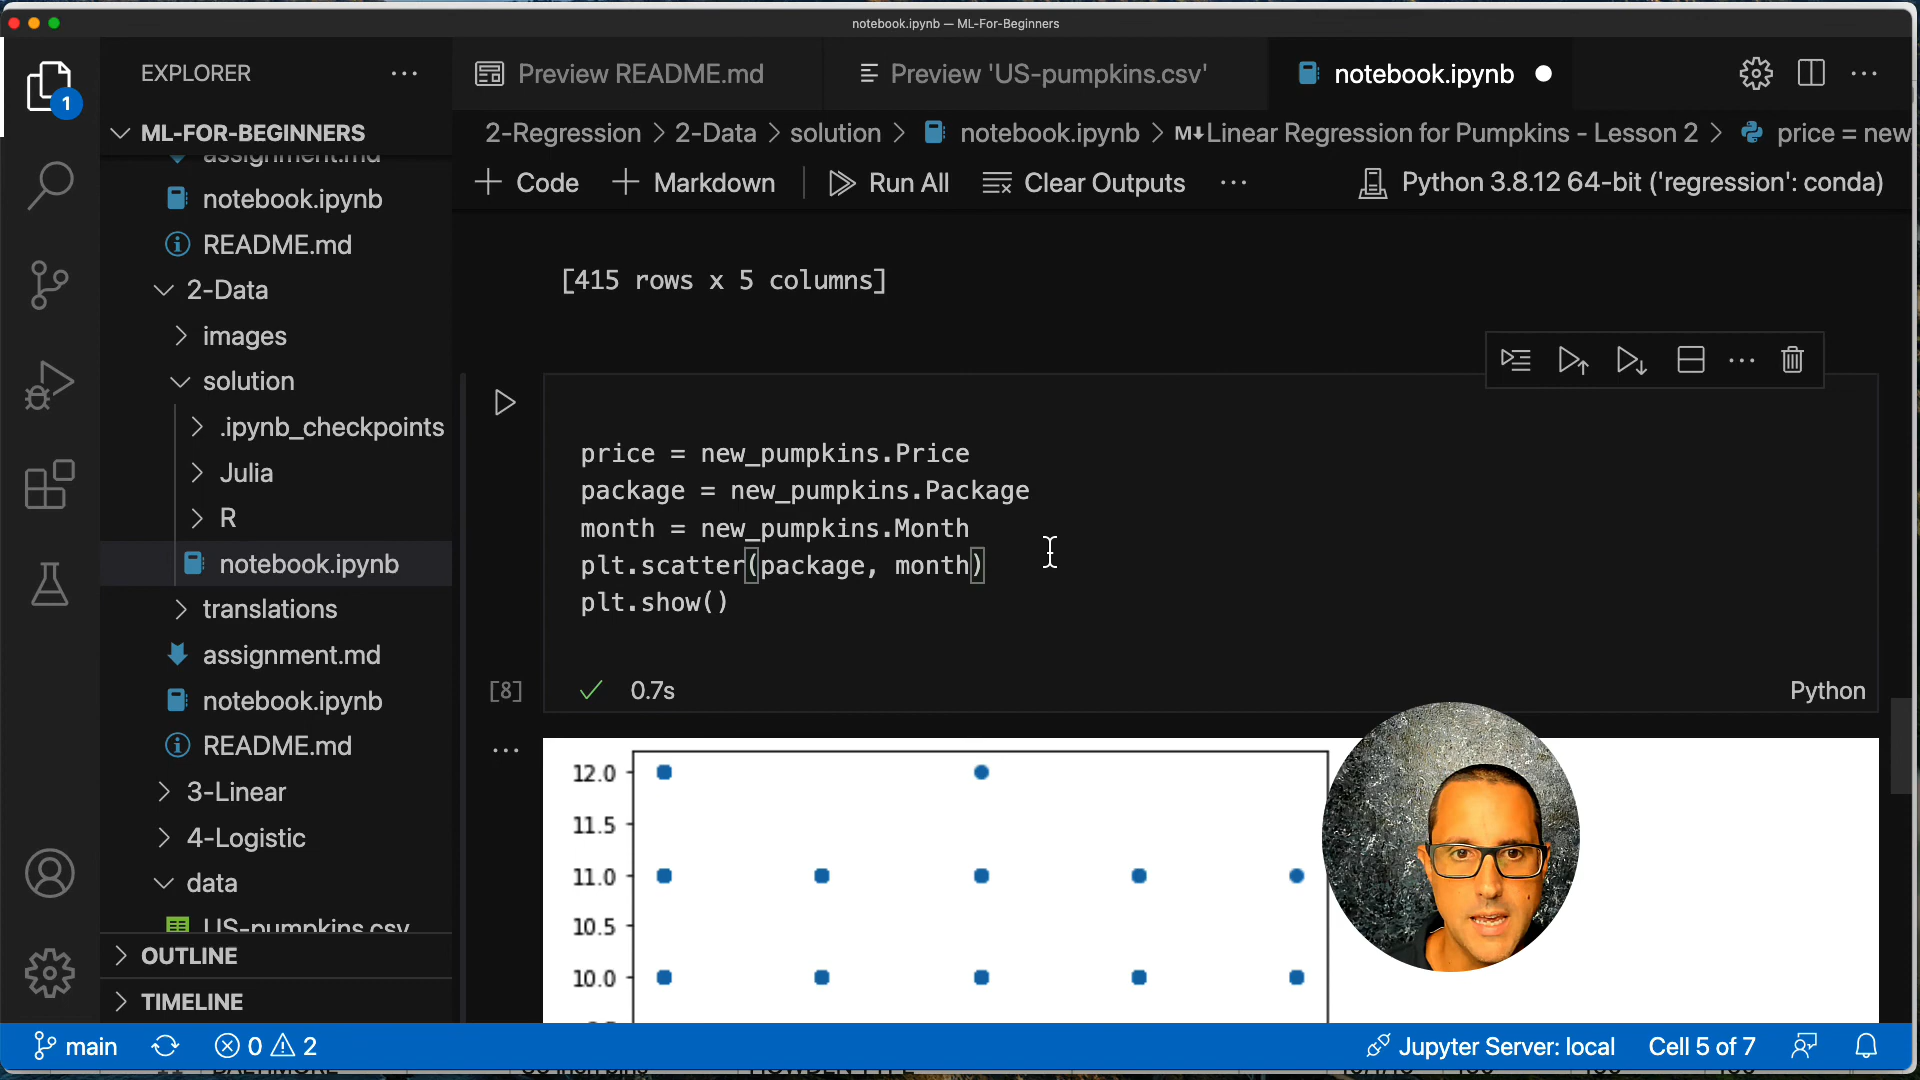 notebook.ipynb — ML-For-Beginners
EXPLORER
Preview README.md
Preview 'US-pumpkins.csv'
notebook.ipynb
1
ML-FOR-BEGINNERS
2-Regression > 2-Data > solution > notebook.ipynb > M↓Linear Regression for Pumpkins - Lesson 2 > price = new
Code
Markdown
Run All
Clear Outputs
Python 3.8.12 64-bit ('regression': conda)
assignment.md
notebook.ipynb
README.md
2-Data
images
solution
.ipynb_checkpoints
Julia
R
notebook.ipynb
translations
assignment.md
notebook.ipynb
README.md
3-Linear
4-Logistic
data
US-pumpkins.csv
OUTLINE
TIMELINE
[415 rows x 5 columns]
price = new_pumpkins.Price
package = new_pumpkins.Package
month = new_pumpkins.Month
plt.scatter(package, month)
plt.show()
[8]
0.7s
Python
12.0
11.5
11.0
10.5
10.0
main
0
2
Jupyter Server: local
Cell 5 of 7